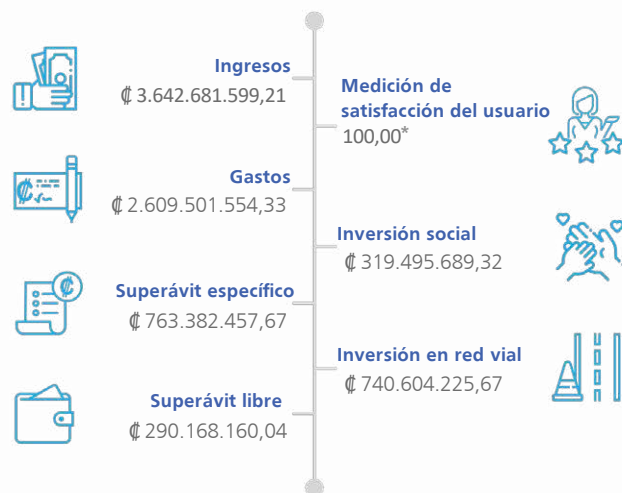 Ingresos
₡ 3.642.681.599,21
Medición de
satisfacción del usuario
100,00*
Gastos
₡ 2.609.501.554,33
Inversión social
₡ 319.495.689,32
Superávit específico
₡ 763.382.457,67
Inversión en red vial
₡ 740.604.225,67
Superávit libre
₡ 290.168.160,04